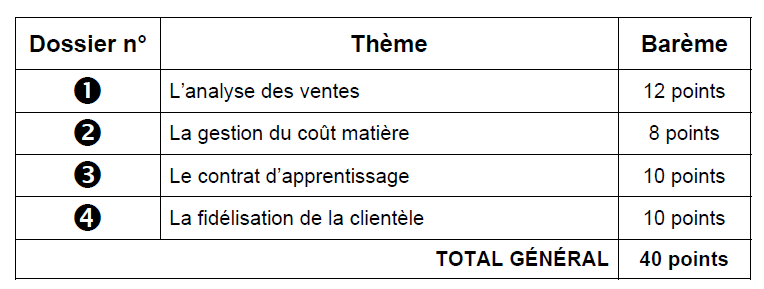 Dossier n° Thème Barème
❶ L'analyse des ventes 12 points
❷ La gestion du coût matière 8 points
❸ Le contrat d'apprentissage 10 points
❹ La fidélisation de la clientèle 10 points
TOTAL GÉNÉRAL 40 points